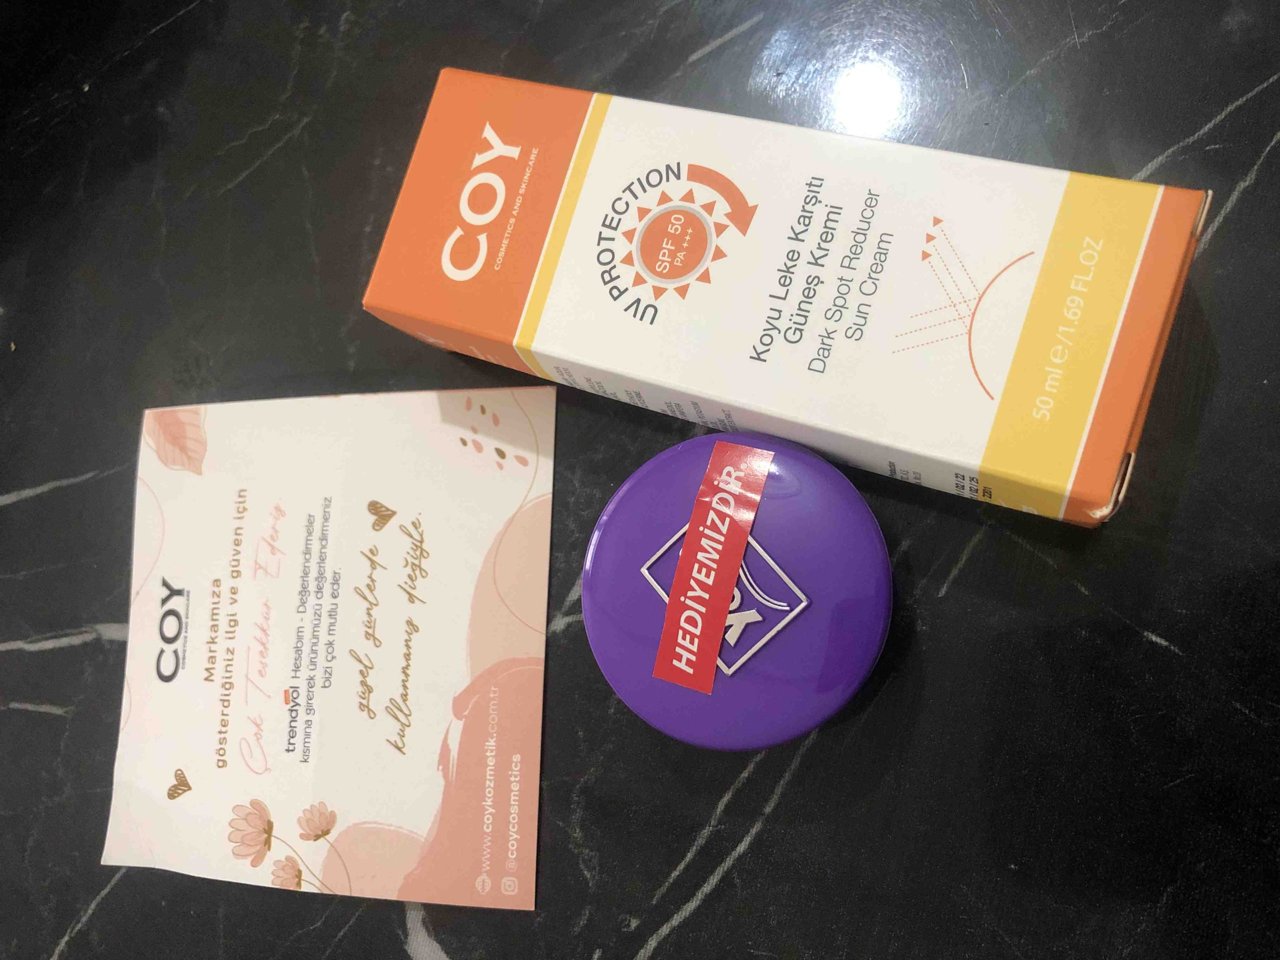 COY
COSMETICS AND SKINCARE
UV PROTECTION
SPF 50
PA +++
Koyu Leke Karşıtı
Güneş Kremi
Dark Spot Reducer
Sun Cream
50 ml e/1.69 FL.OZ
COY
COSMETICS AND SKINCARE
Markamıza
gösterdiğiniz ilgi ve güven için
Çok Teşekkür Ederiz
trendyol Hesabım - Değerlendirmeler
kısmına girerek ürünümüzü değerlendirmeniz
bizi çok mutlu eder.
güzel günlerde
kullanmanız dileğiyle.
www.coykozmetik.com.tr
@coycosmetics
HEDİYEMİZDİR